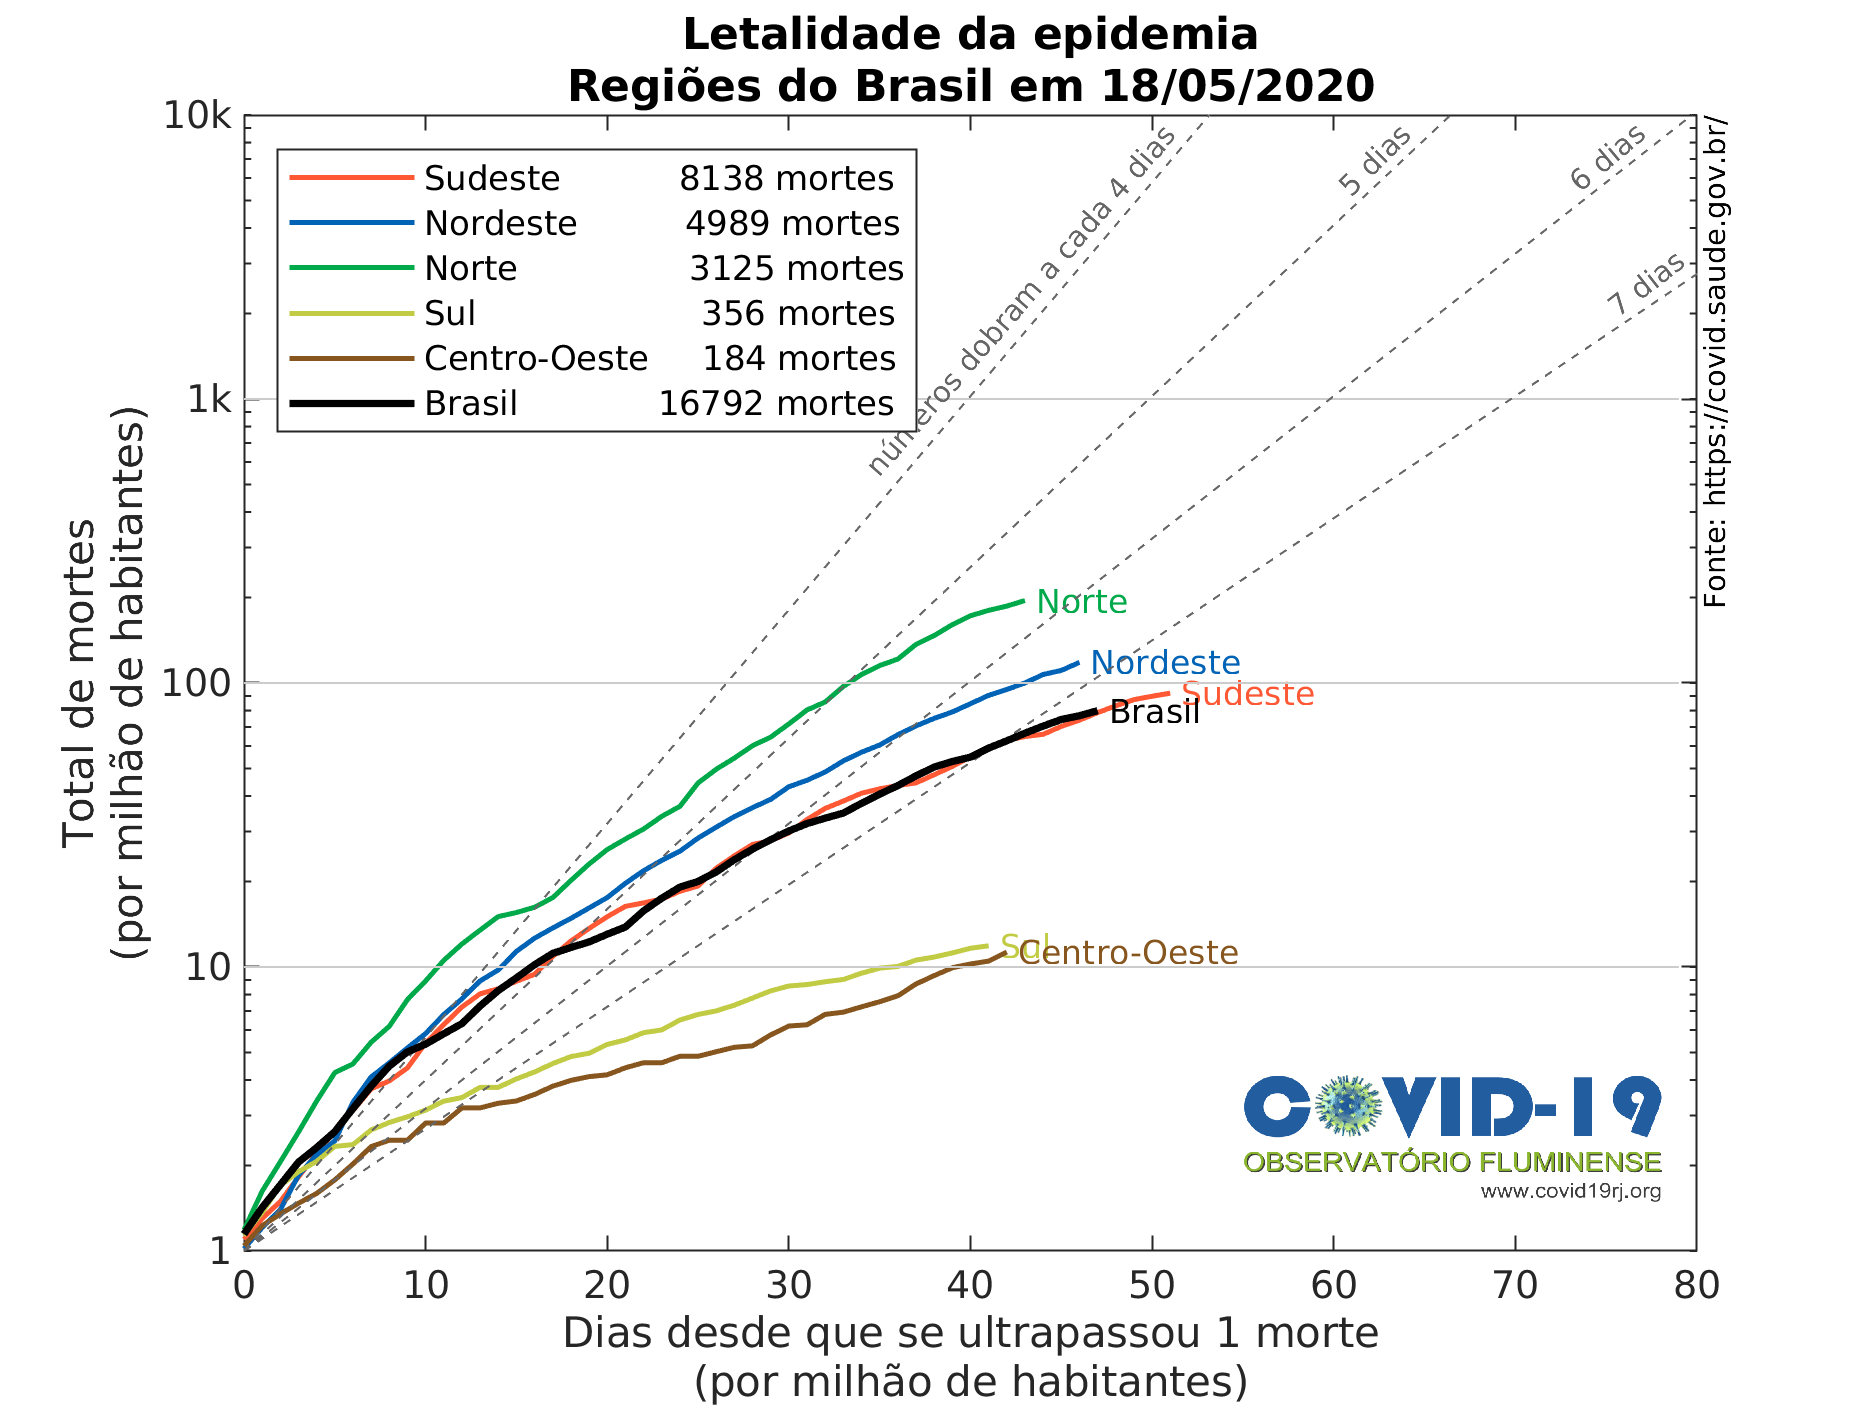 Letalidade da epidemia
Regiões do Brasil em 18/05/2020
Total de mortes
(por milhão de habitantes)
10k
1k
100
10
1
Sudeste 8138 mortes
Nordeste 4989 mortes
Norte 3125 mortes
Sul 356 mortes
Centro-Oeste 184 mortes
Brasil 16792 mortes
números dobram a cada 4 dias
5 dias
6 dias
7 dias
Fonte: https://covid.saude.gov.br/
Norte
Nordeste
Sudeste
Brasil
Sul
Centro-Oeste
COVID-19
OBSERVATÓRIO FLUMINENSE
www.covid19rj.org
0 10 20 30 40 50 60 70 80
Dias desde que se ultrapassou 1 morte
(por milhão de habitantes)